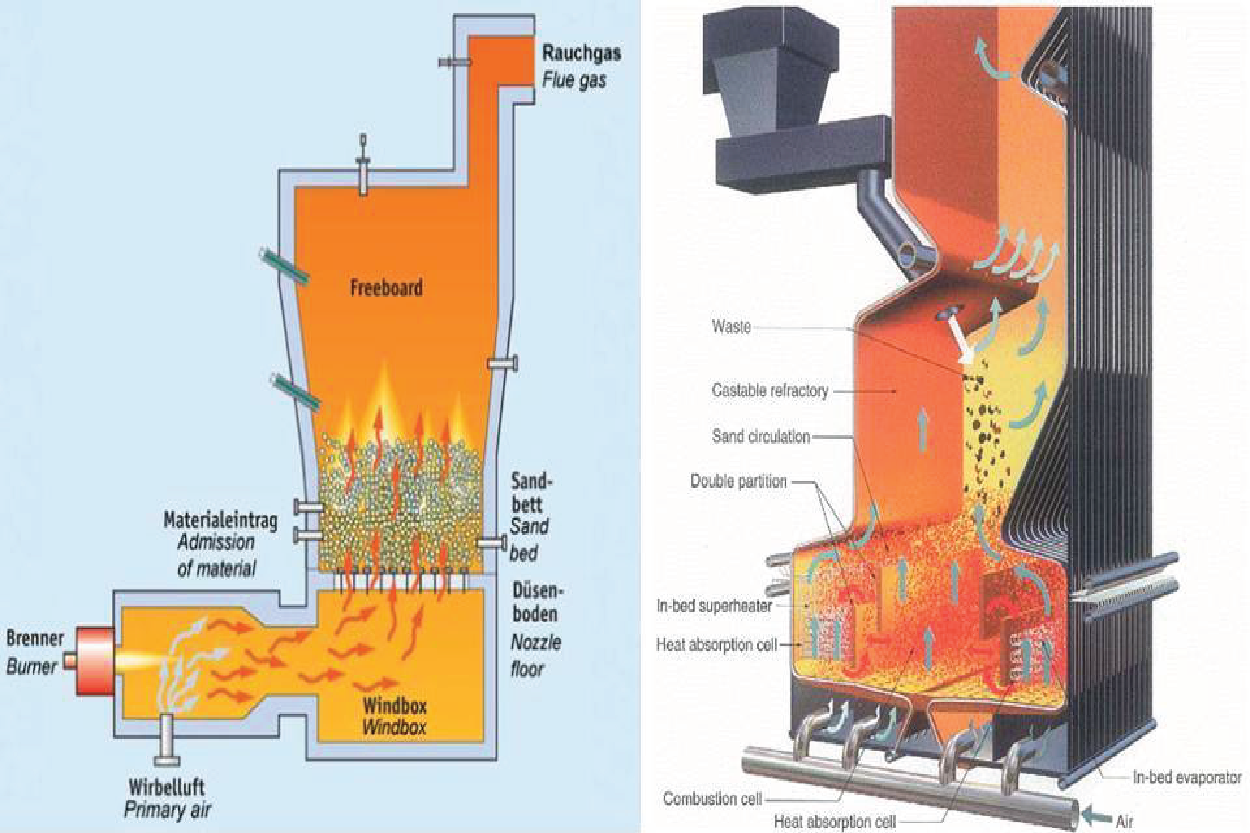 Rauchgas
Flue gas
Freeboard
Materialeintrag
Admission
of material
Sand-
bett
Sand
bed
Düsen-
boden
Nozzle
floor
Brenner
Burner
Windbox
Windbox
Wirbelluft
Primary air
Waste
Castable refractory
Sand circulation
Double partition
In-bed superheater
Heat absorption cell
Combustion cell
Heat absorption cell
In-bed evaporator
Air